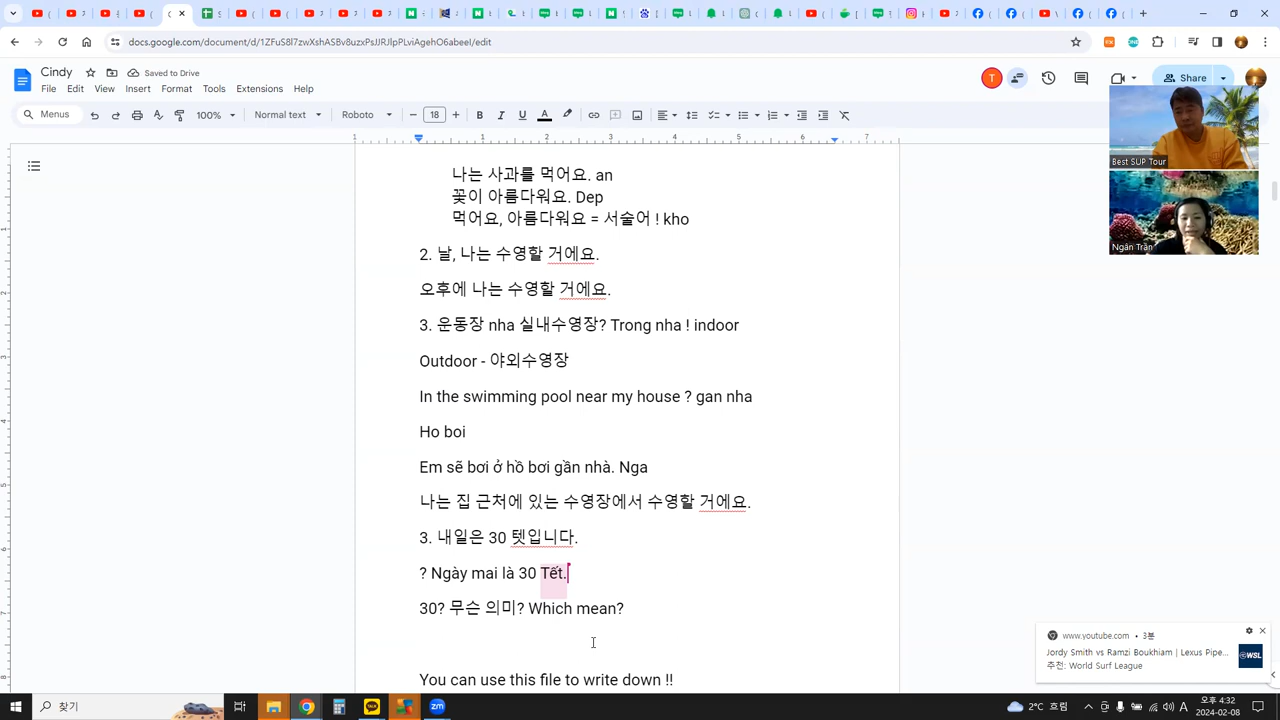 docs.google.com/document/d/1ZFuS8l7zwXshASBv8uzxPsJJRJlpPLviAgehO6abeeI/edit
Cindy
Saved to Drive
File Edit View Insert Format Tools Extensions Help
Share
Menus
100%
Normal text
Roboto
18
Best SUP Tour
Ngân Trần
나는 사과를 먹어요. an
꽃이 아름다워요. Dep
먹어요, 아름다워요 = 서술어 ! kho
2. 날, 나는 수영할 거에요.
오후에 나는 수영할 거에요.
3. 운동장 nha 실내수영장? Trong nha ! indoor
Outdoor - 야외수영장
In the swimming pool near my house ? gan nha
Ho boi
Em sẽ bơi ở hồ bơi gần nhà. Nga
나는 집 근처에 있는 수영장에서 수영할 거에요.
3. 내일은 30 텟입니다.
? Ngày mai là 30 Tết.
30? 무슨 의미? Which mean?
You can use this file to write down !!
www.youtube.com • 3분
Jordy Smith vs Ramzi Boukhiam | Lexus Pipe...
추천: World Surf League
WSL
찾기
2°C 흐림
오후 4:32
2024-02-08